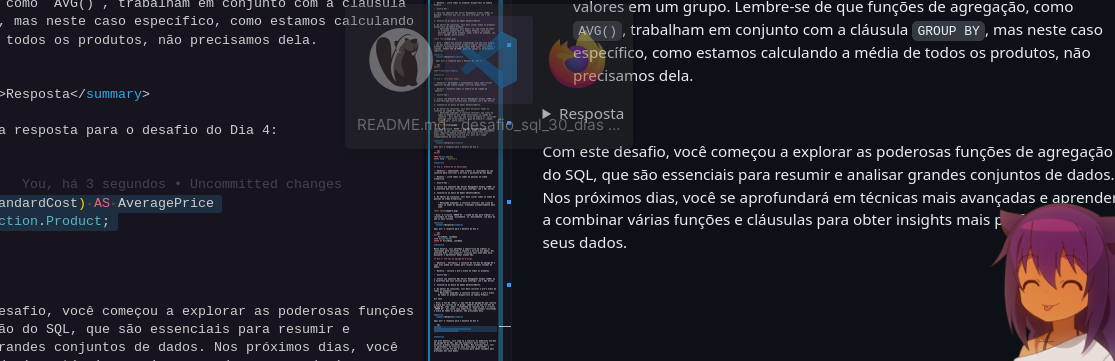 como `AVG()`, trabalham em conjunto com a cláusula
, mas neste caso específico, como estamos calculando
todos os produtos, não precisamos dela.
>Resposta</summary>
a resposta para o desafio do Dia 4:
You, há 3 segundos • Uncommitted changes
andardCost) AS AveragePrice
ction.Product;
esafio, você começou a explorar as poderosas funções
ão do SQL, que são essenciais para resumir e
randes conjuntos de dados. Nos próximos dias, você
README.md - desafio_sql_30_dias ...
valores em um grupo. Lembre-se de que funções de agregação, como
AVG(), trabalham em conjunto com a cláusula GROUP BY, mas neste caso
específico, como estamos calculando a média de todos os produtos, não
precisamos dela.
▶ Resposta
Com este desafio, você começou a explorar as poderosas funções de agregação
do SQL, que são essenciais para resumir e analisar grandes conjuntos de dados.
Nos próximos dias, você se aprofundará em técnicas mais avançadas e aprender
a combinar várias funções e cláusulas para obter insights mais p
seus dados.